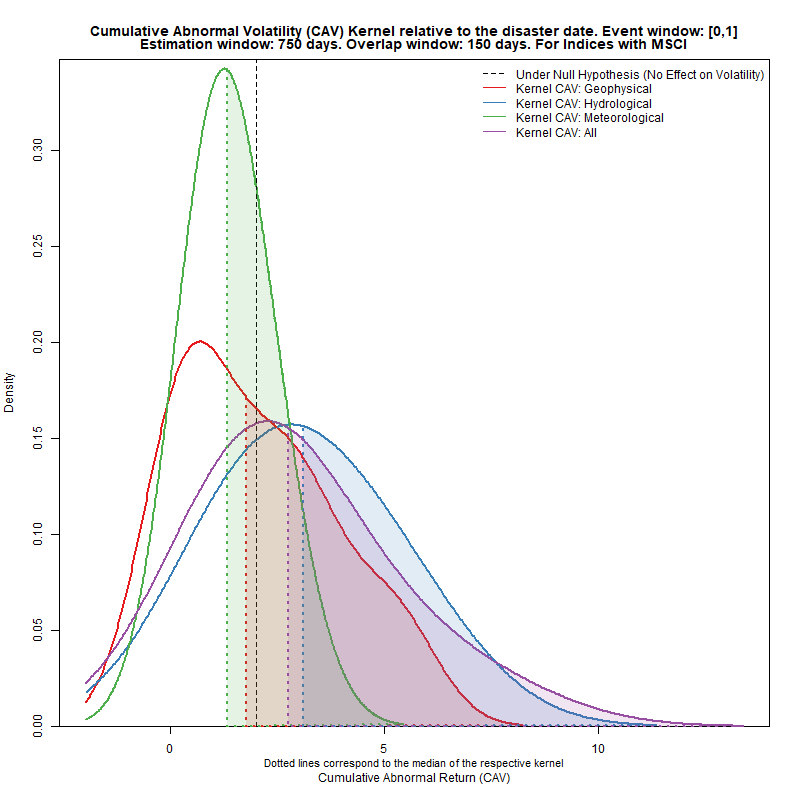 Cumulative Abnormal Volatility (CAV) Kernel relative to the disaster date. Event window: [0,1]
Estimation window: 750 days. Overlap window: 150 days. For Indices with MSCI
Under Null Hypothesis (No Effect on Volatility)
Kernel CAV: Geophysical
Kernel CAV: Hydrological
Kernel CAV: Meteorological
Kernel CAV: All
0.30
0.25
0.20
0.15
0.10
0.05
0.00
Density
0 5 10
Dotted lines correspond to the median of the respective kernel
Cumulative Abnormal Return (CAV)